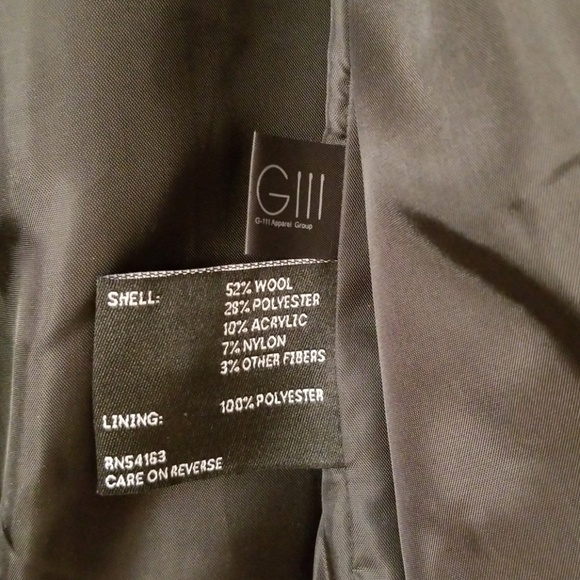 GIII
G-III Apparel Group
SHELL: 52% WOOL
28% POLYESTER
10% ACRYLIC
7% NYLON
3% OTHER FIBERS
LINING: 100% POLYESTER
RN54163
CARE ON REVERSE